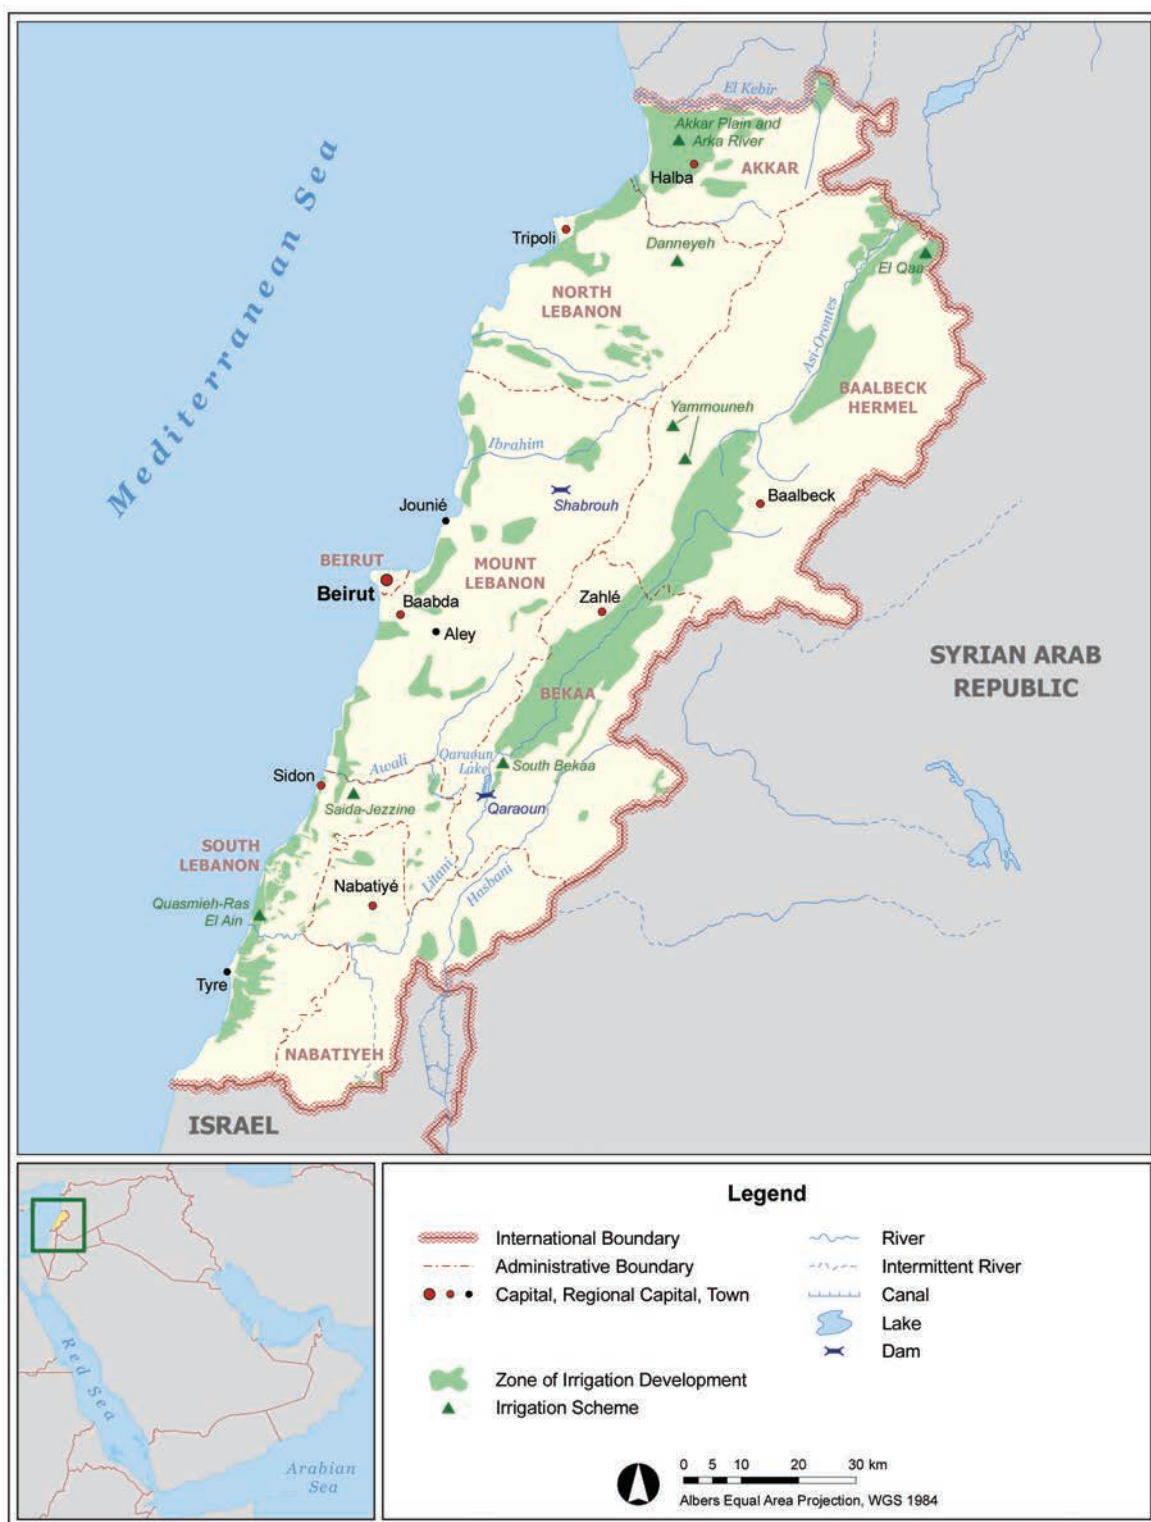 El Kebir
Akkar Plain and
Arka River
AKKAR
Halba
Mediterranean Sea
Tripoli
Danneyeh
El Qaa
NORTH
LEBANON
Asi-Orontes
BAALBECK
HERMEL
Yammouneh
Ibrahim
Shabrouh
Baalbeck
Jounié
BEIRUT
MOUNT
LEBANON
Beirut
Baabda
Zahlé
Aley
SYRIAN ARAB
REPUBLIC
BEKAA
Awali
Qaraoun
Lake
South Bekaa
Sidon
Saida-Jezzine
Qaraoun
SOUTH
LEBANON
Litani
Hasbani
Nabatiyé
Quasmieh-Ras
El Ain
Tyre
NABATIYEH
ISRAEL
Red Sea
Arabian
Sea
Legend
International Boundary
Administrative Boundary
Capital, Regional Capital, Town
River
Intermittent River
Canal
Lake
Dam
Zone of Irrigation Development
Irrigation Scheme
0 5 10 20 30 km
Albers Equal Area Projection, WGS 1984